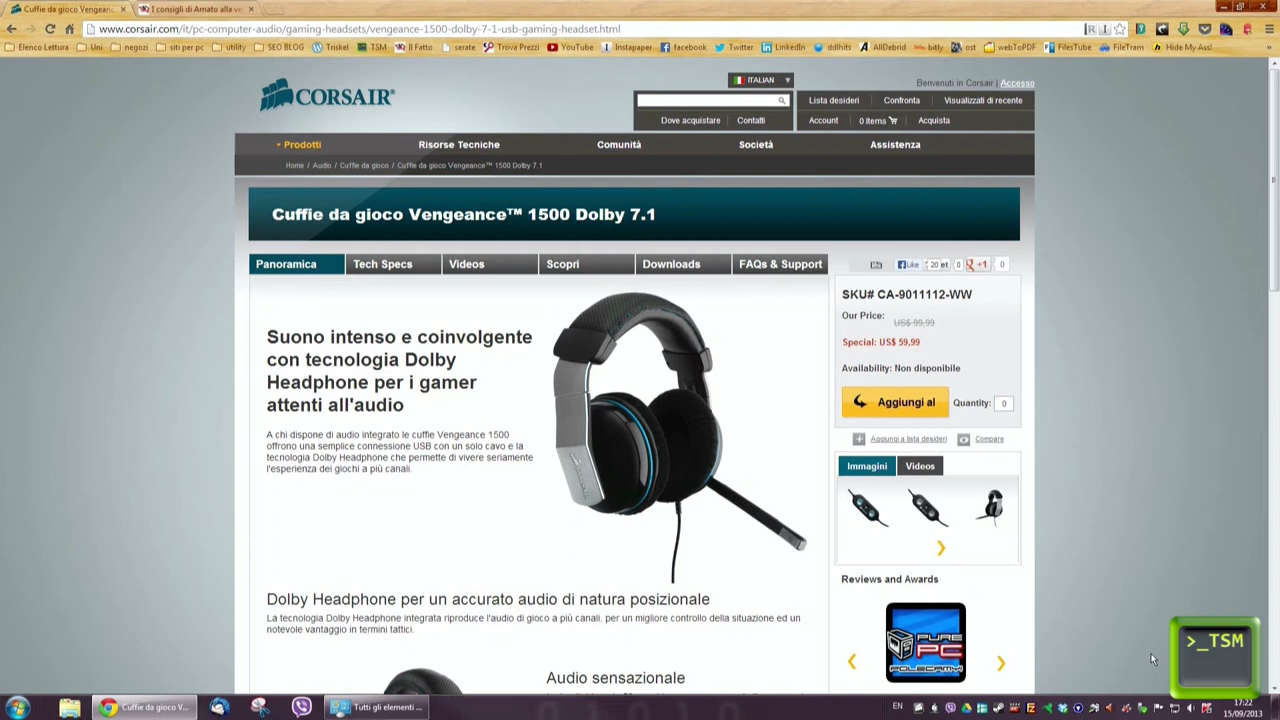 Cuffie da gioco Vengeanc
I consigli di Amato alla ve
www.corsair.com/it/pc-computer-audio/gaming-headsets/vengeance-1500-dolby-7-1-usb-gaming-headset.html
Elenco Lettura Uni negozi siti per pc utility SEO BLOG Triskel TSM Il Fatto serate Trova Prezzi YouTube Instapaper facebook Twitter LinkedIn ddlhits AllDebrid bitly ost webToPDF FilesTube FileTram Hide My Ass!
CORSAIR
ITALIAN
Benvenuti in Corsair | Accesso
Lista desideri Confronta Visualizzati di recente
Dove acquistare Contatti
Account 0 Items Acquista
Prodotti Risorse Tecniche Comunità Società Assistenza
Home / Audio / Cuffie da gioco / Cuffie da gioco Vengeance™ 1500 Dolby 7.1
Cuffie da gioco Vengeance™ 1500 Dolby 7.1
Panoramica Tech Specs Videos Scopri Downloads FAQs & Support
Like 20 et 0 +1 0
Suono intenso e coinvolgente
con tecnologia Dolby
Headphone per i gamer
attenti all'audio
A chi dispone di audio integrato le cuffie Vengeance 1500
offrono una semplice connessione USB con un solo cavo e la
tecnologia Dolby Headphone che permette di vivere seriamente
l'esperienza dei giochi a più canali.
SKU# CA-9011112-WW
Our Price: US$ 99,99
Special: US$ 59,99
Availability: Non disponibile
Aggiungi al
Quantity: 0
Aggiungi a lista desideri
Compare
Immagini Videos
Reviews and Awards
PURE
PC
POLECAMY!
Dolby Headphone per un accurato audio di natura posizionale
La tecnologia Dolby Headphone integrata riproduce l'audio di gioco a più canali, per un migliore controllo della situazione ed un
notevole vantaggio in termini tattici.
Audio sensazionale
>_TSM
Cuffie da gioco V...
Tutti gli elementi ...
EN
17:22
15/09/2013